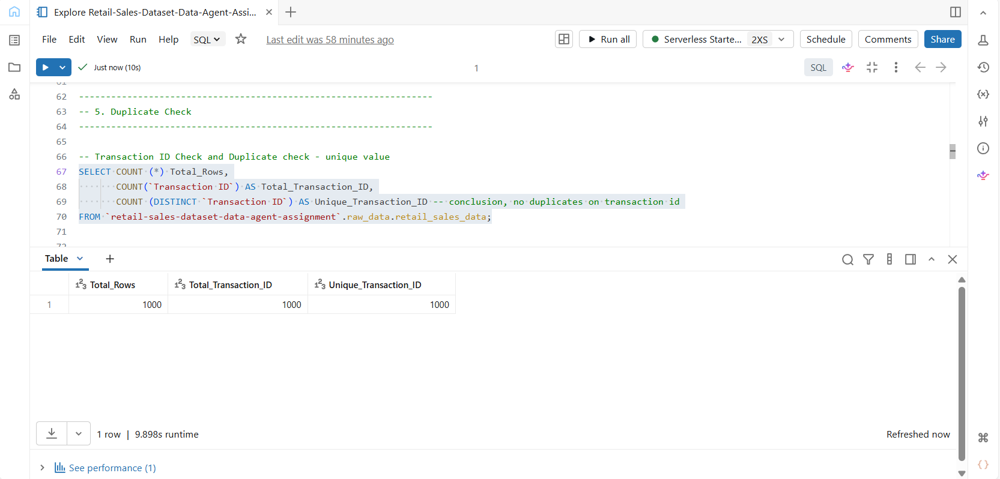 Explore Retail-Sales-Dataset-Data-Agent-Assi...
File Edit View Run Help SQL Last edit was 58 minutes ago Run all Serverless Starte... 2XS Schedule Comments Share
Just now (10s) 1 SQL
62 ------------------------------------------------------------------
63 -- 5. Duplicate Check
64 ------------------------------------------------------------------
65
66 -- Transaction ID Check and Duplicate check - unique value
67 SELECT COUNT (*) Total_Rows,
68 COUNT(`Transaction ID`) AS Total_Transaction_ID,
69 COUNT (DISTINCT `Transaction ID`) AS Unique_Transaction_ID -- conclusion, no duplicates on transaction id
70 FROM `retail-sales-dataset-data-agent-assignment`.raw_data.retail_sales_data;
71
Table
Total_Rows Total_Transaction_ID Unique_Transaction_ID
1 1000 1000 1000
1 row | 9.898s runtime Refreshed now
See performance (1)